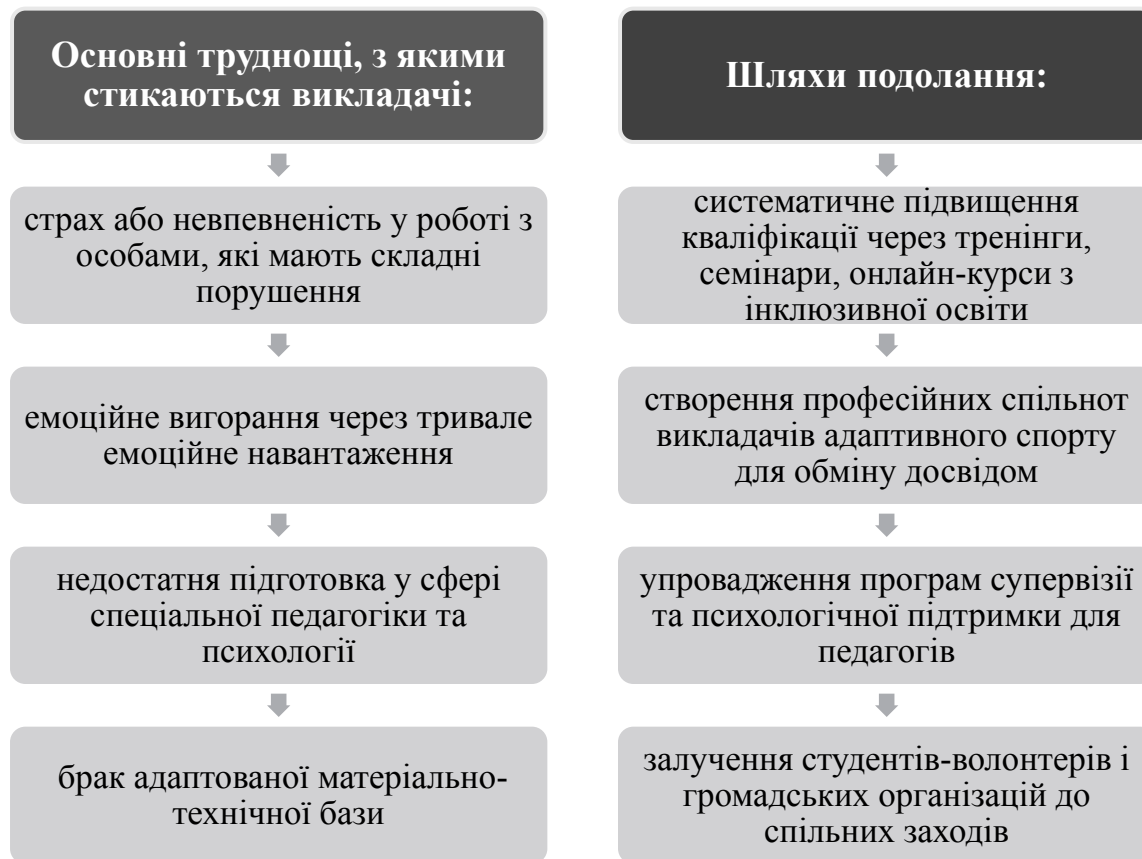 Основні труднощі, з якими
стикаються викладачі:
страх або невпевненість у роботі з
особами, які мають складні
порушення
емоційне вигорання через тривале
емоційне навантаження
недостатня підготовка у сфері
спеціальної педагогіки та
психології
брак адаптованої матеріально-
технічної бази
Шляхи подолання:
систематичне підвищення
кваліфікації через тренінги,
семінари, онлайн-курси з
інклюзивної освіти
створення професійних спільнот
викладачів адаптивного спорту
для обміну досвідом
упровадження програм супервізії
та психологічної підтримки для
педагогів
залучення студентів-волонтерів і
громадських організацій до
спільних заходів